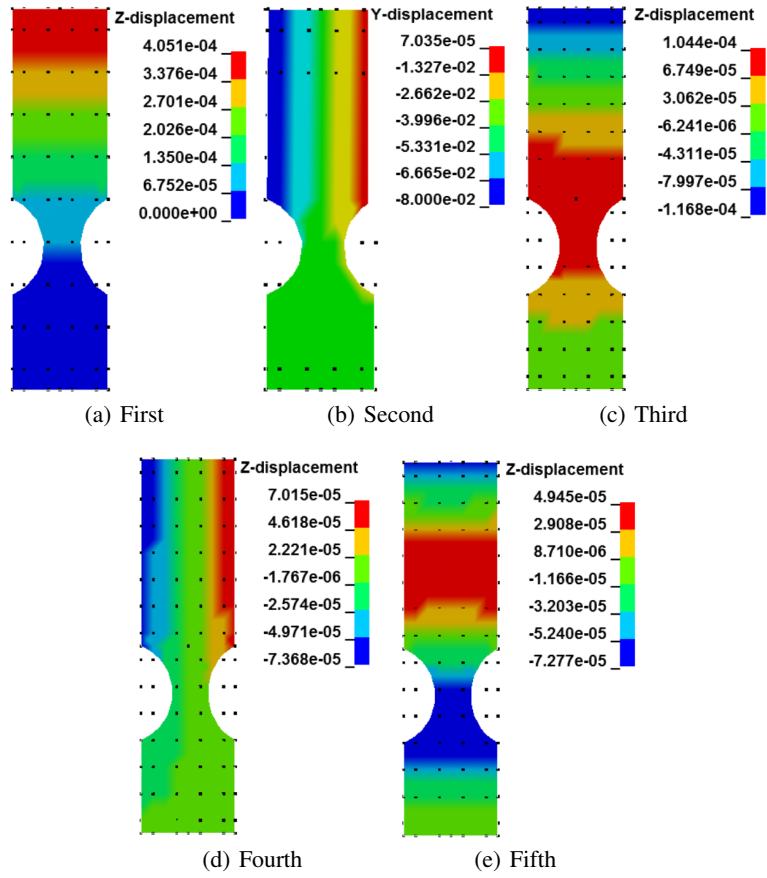 Z-displacement
4.051e-04
3.376e-04
2.701e-04
2.026e-04
1.350e-04
6.752e-05
0.000e+00
(a) First
Y-displacement
7.035e-05
-1.327e-02
-2.662e-02
-3.996e-02
-5.331e-02
-6.665e-02
-8.000e-02
(b) Second
Z-displacement
1.044e-04
6.749e-05
3.062e-05
-6.241e-06
-4.311e-05
-7.997e-05
-1.168e-04
(c) Third
Z-displacement
7.015e-05
4.618e-05
2.221e-05
-1.767e-06
-2.574e-05
-4.971e-05
-7.368e-05
(d) Fourth
Z-displacement
4.945e-05
2.908e-05
8.710e-06
-1.166e-05
-3.203e-05
-5.240e-05
-7.277e-05
(e) Fifth